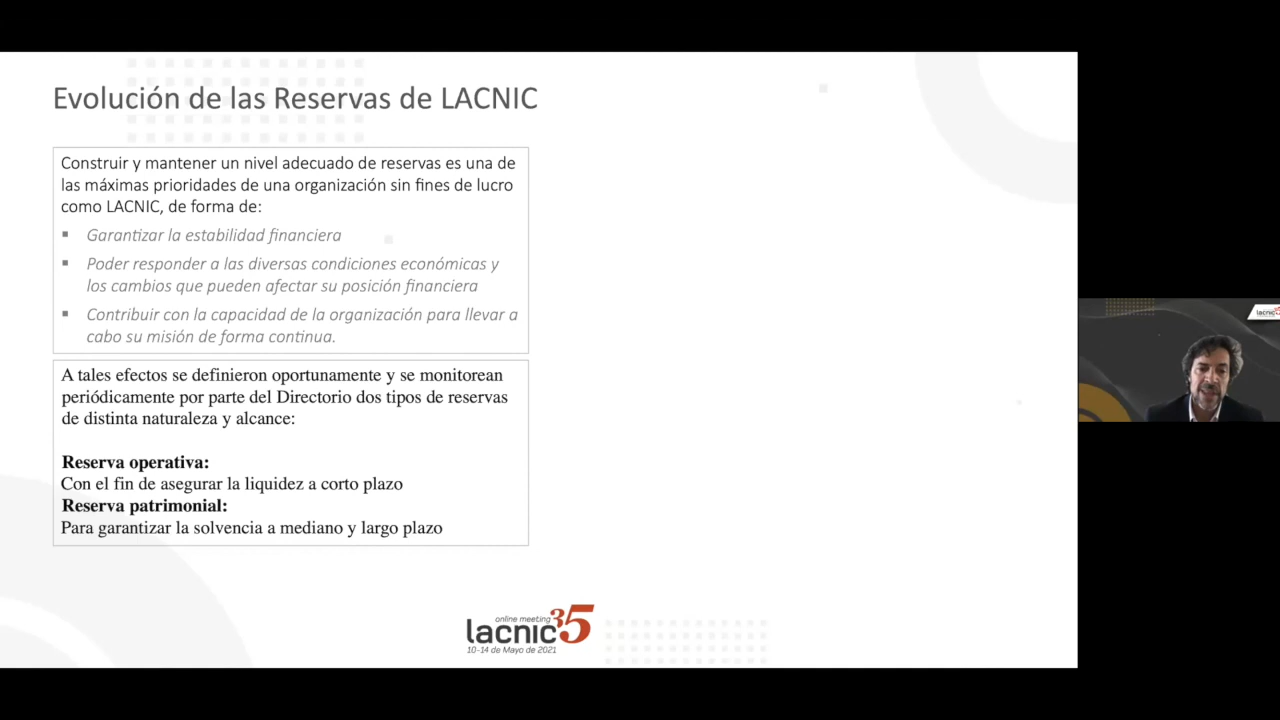 Evolución de las Reservas de LACNIC
Construir y mantener un nivel adecuado de reservas es una de
las máximas prioridades de una organización sin fines de lucro
como LACNIC, de forma de:
▪ Garantizar la estabilidad financiera
▪ Poder responder a las diversas condiciones económicas y
los cambios que pueden afectar su posición financiera
▪ Contribuir con la capacidad de la organización para llevar a
cabo su misión de forma continua.
A tales efectos se definieron oportunamente y se monitorean
periódicamente por parte del Directorio dos tipos de reservas
de distinta naturaleza y alcance:
Reserva operativa:
Con el fin de asegurar la liquidez a corto plazo
Reserva patrimonial:
Para garantizar la solvencia a mediano y largo plazo
online meeting
lacnic 35
10-14 de Mayo de 2021
lacnic